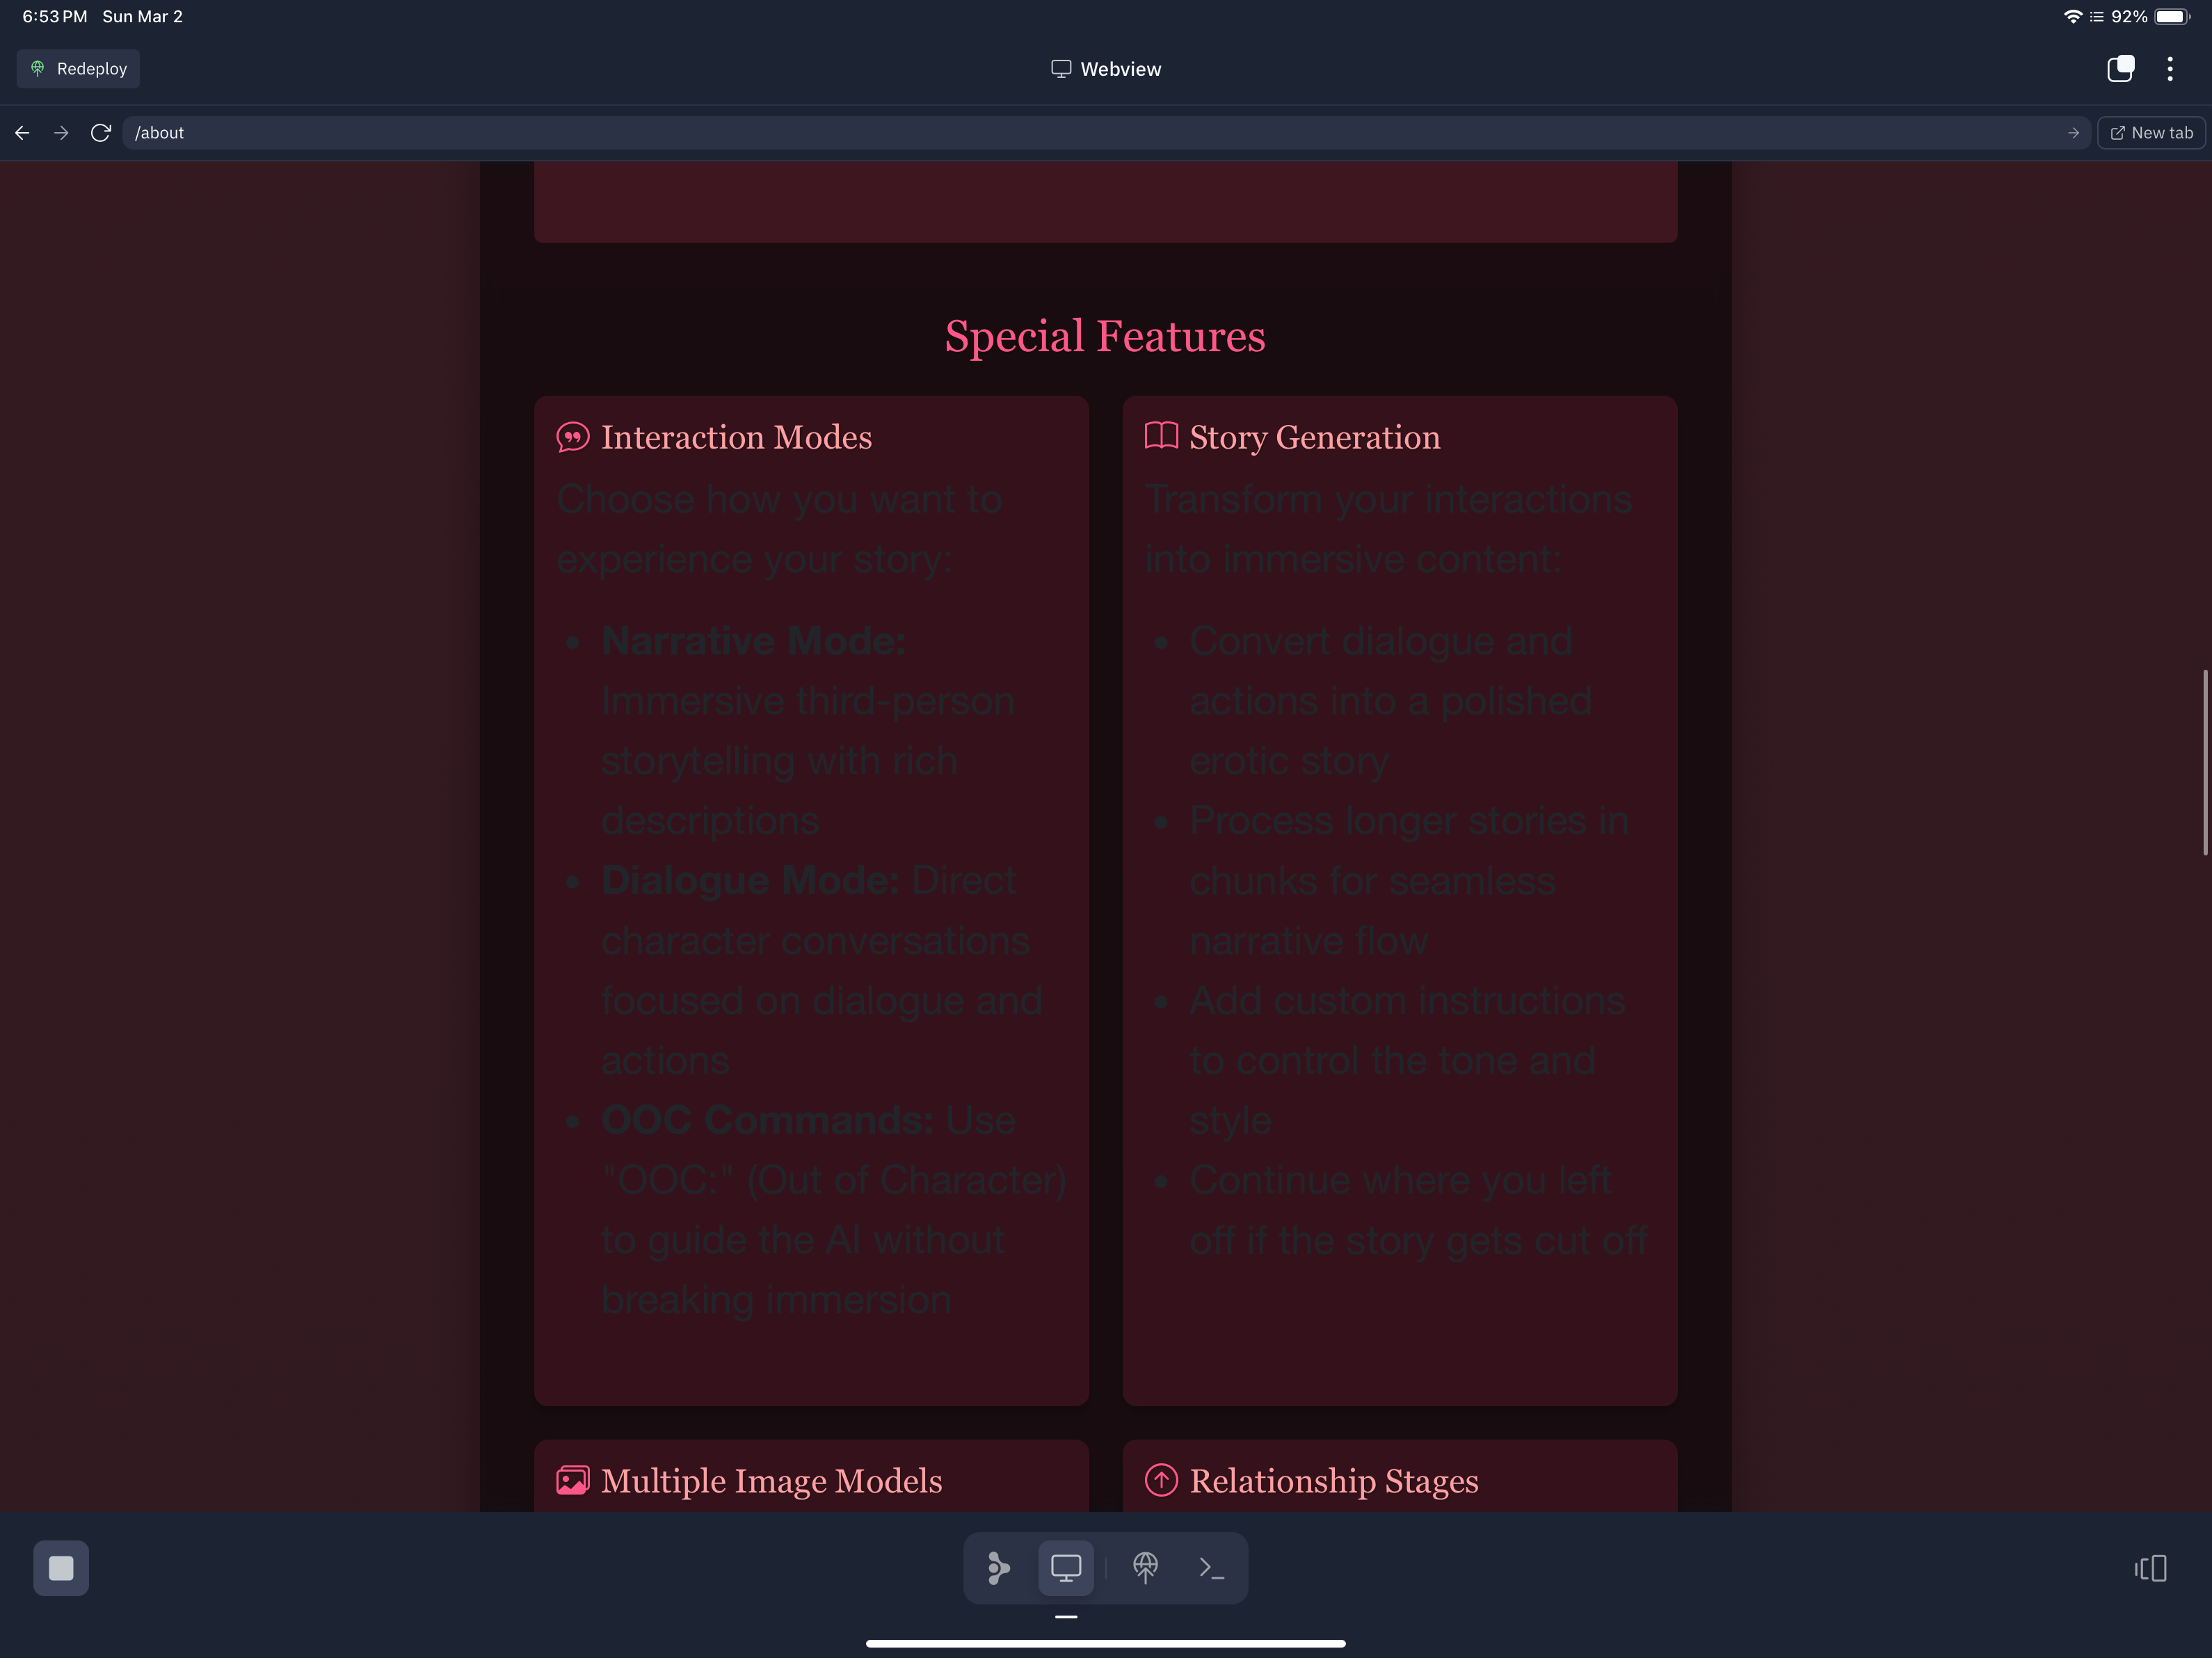 6:53 PM Sun Mar 2
92%
Redeploy
Webview
/about
New tab
Special Features
Interaction Modes
Choose how you want to
experience your story:
Narrative Mode:
Immersive third-person
storytelling with rich
descriptions
Dialogue Mode: Direct
character conversations
focused on dialogue and
actions
OOC Commands: Use
"OOC:" (Out of Character)
to guide the AI without
breaking immersion
Story Generation
Transform your interactions
into immersive content:
Convert dialogue and
actions into a polished
erotic story
Process longer stories in
chunks for seamless
narrative flow
Add custom instructions
to control the tone and
style
Continue where you left
off if the story gets cut off
Multiple Image Models
Relationship Stages